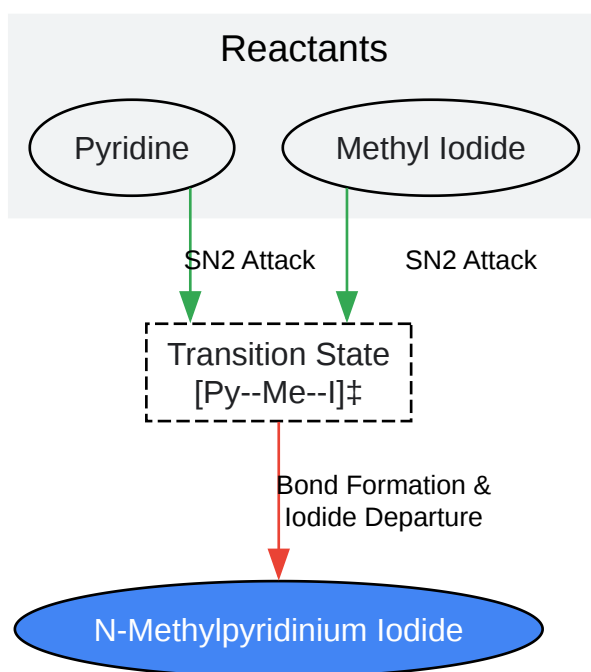 Reactants
Pyridine
Methyl Iodide
SN2 Attack
SN2 Attack
Transition State
[Py--Me--I]‡
Bond Formation &
Iodide Departure
N-Methylpyridinium Iodide